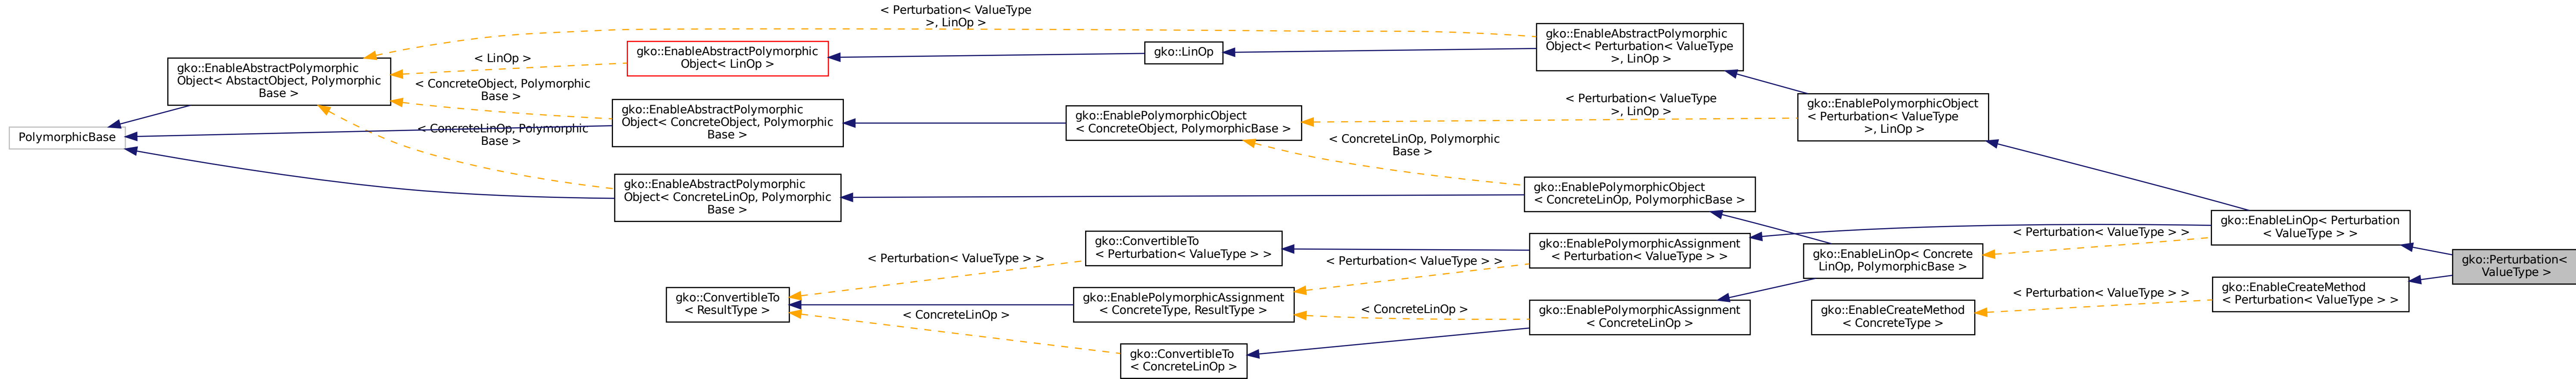 PolymorphicBase
gko::EnableAbstractPolymorphic
Object< AbstactObject, Polymorphic
Base >
< Perturbation< ValueType
>, LinOp >
< LinOp >
< ConcreteObject, Polymorphic
Base >
< ConcreteLinOp, Polymorphic
Base >
gko::EnableAbstractPolymorphic
Object< LinOp >
gko::EnableAbstractPolymorphic
Object< ConcreteObject, Polymorphic
Base >
gko::EnableAbstractPolymorphic
Object< ConcreteLinOp, Polymorphic
Base >
gko::ConvertibleTo
< ResultType >
< Perturbation< ValueType > >
< ConcreteLinOp >
gko::LinOp
gko::EnablePolymorphicObject
< ConcreteObject, PolymorphicBase >
gko::ConvertibleTo
< Perturbation< ValueType > >
gko::EnablePolymorphicAssignment
< ConcreteType, ResultType >
gko::ConvertibleTo
< ConcreteLinOp >
< Perturbation< ValueType
>, LinOp >
< ConcreteLinOp, Polymorphic
Base >
< Perturbation< ValueType > >
< ConcreteLinOp >
gko::EnableAbstractPolymorphic
Object< Perturbation< ValueType
>, LinOp >
gko::EnablePolymorphicObject
< ConcreteLinOp, PolymorphicBase >
gko::EnablePolymorphicAssignment
< Perturbation< ValueType > >
gko::EnablePolymorphicAssignment
< ConcreteLinOp >
gko::EnablePolymorphicObject
< Perturbation< ValueType
>, LinOp >
gko::EnableLinOp< Concrete
LinOp, PolymorphicBase >
gko::EnableCreateMethod
< ConcreteType >
< Perturbation< ValueType > >
< Perturbation< ValueType > >
gko::EnableLinOp< Perturbation
< ValueType > >
gko::EnableCreateMethod
< Perturbation< ValueType > >
gko::Perturbation<
ValueType >